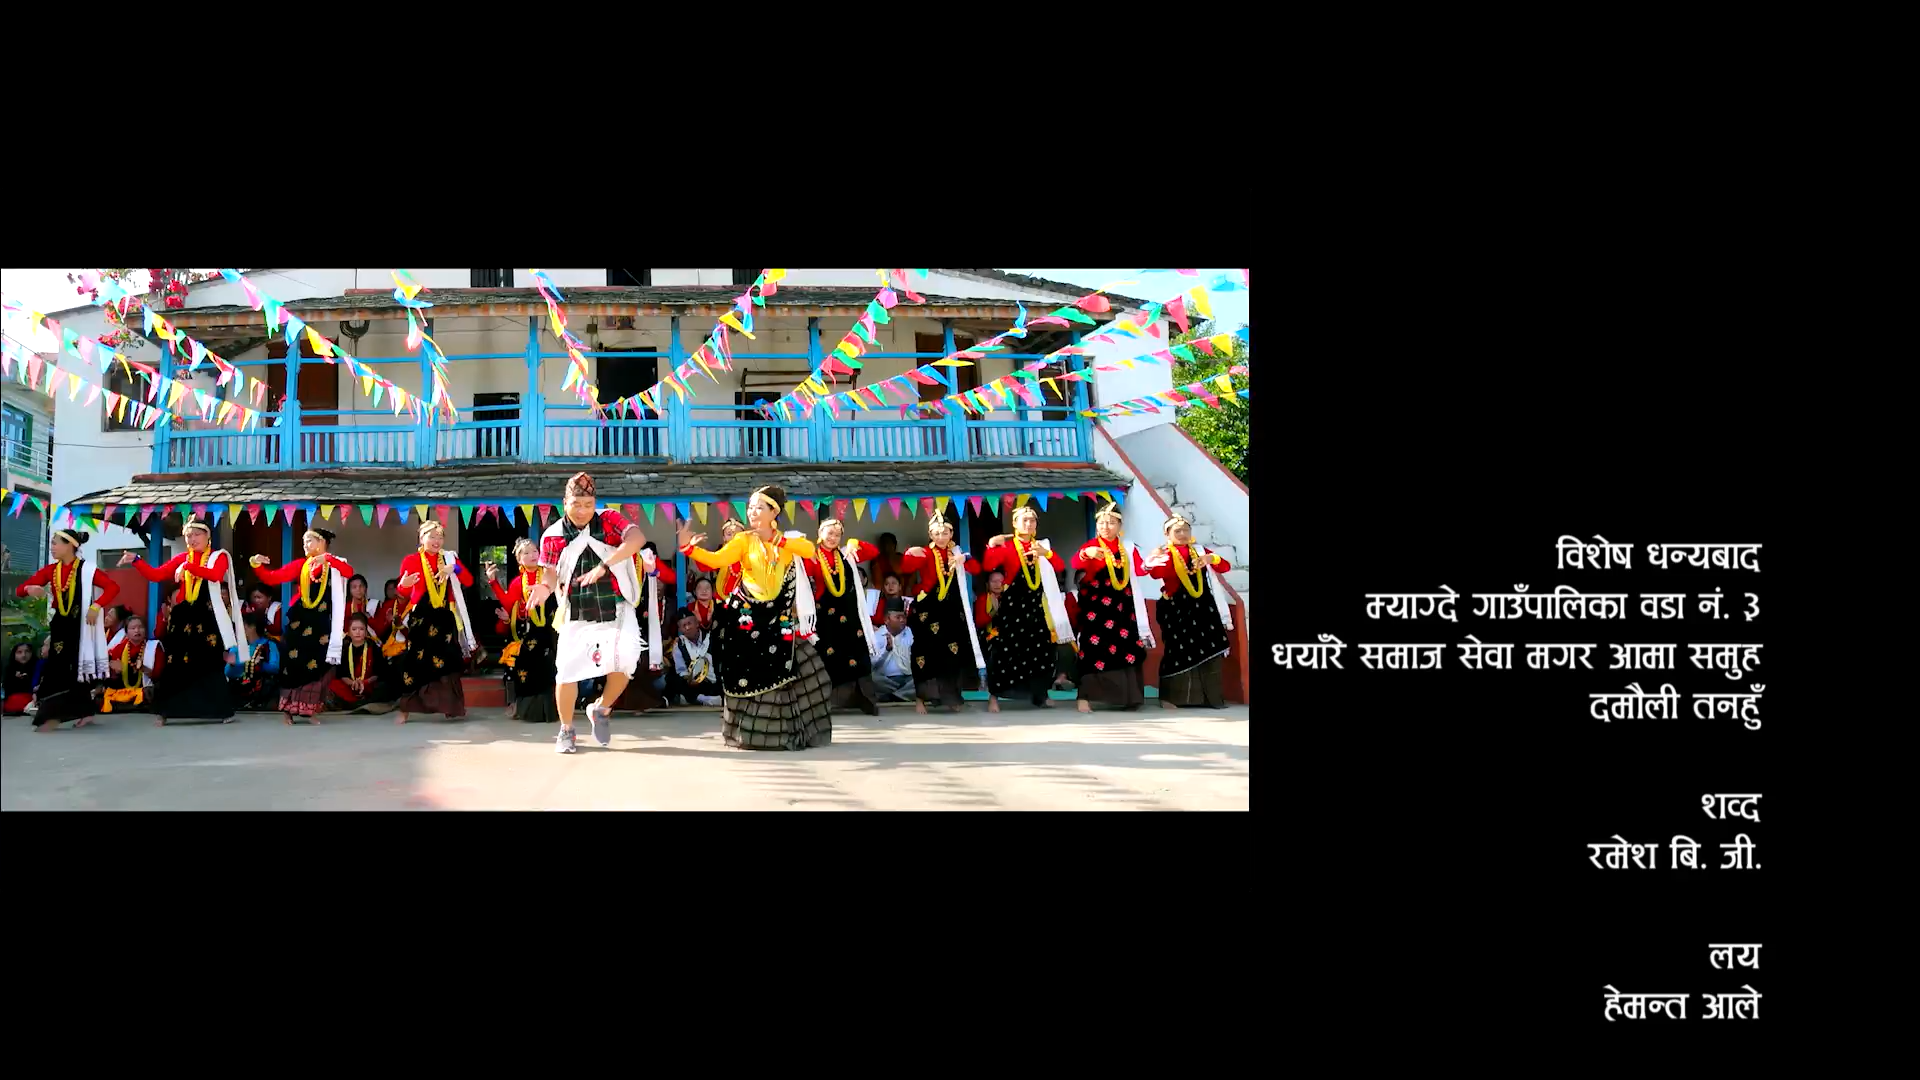 विशेष धन्यबाद
म्याग्दे गाउँपालिका वडा नं. ३
धयाँरे समाज सेवा मगर आमा समुह
दमौली तनहुँ
शव्द
रमेश बि. जी.
लय
हेमन्त आले